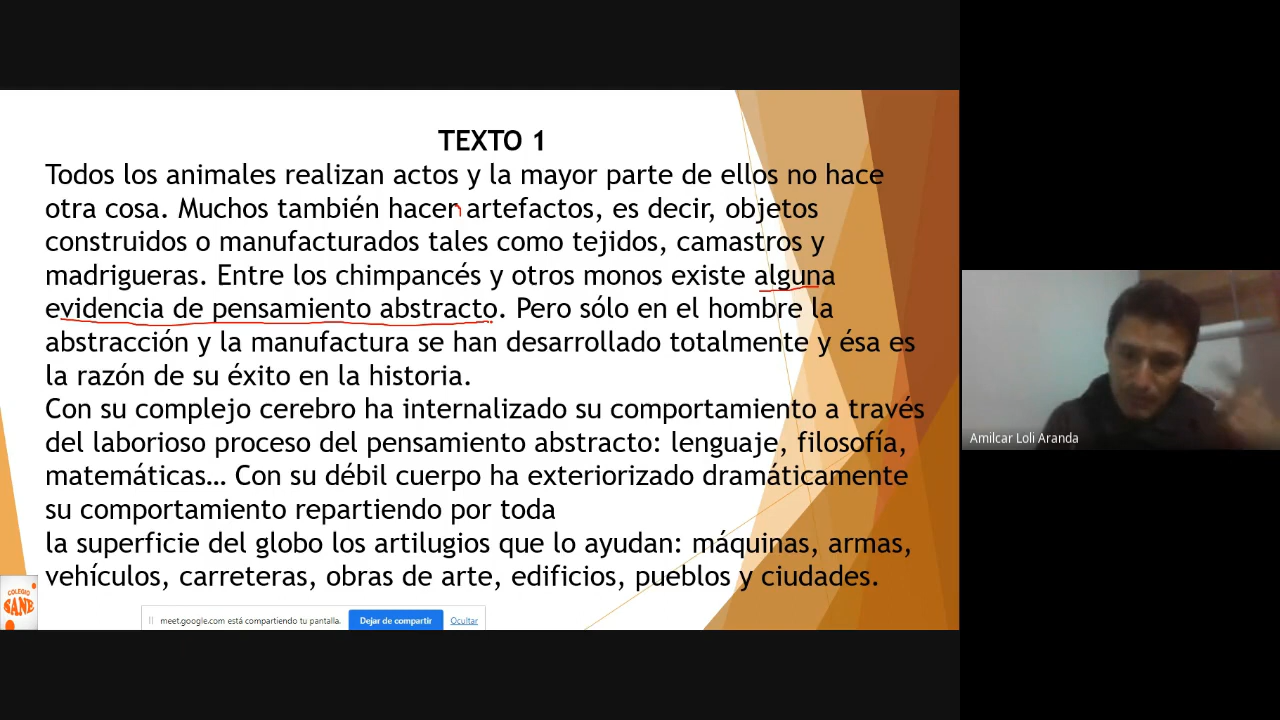 TEXTO 1
Todos los animales realizan actos y la mayor parte de ellos no hace
otra cosa. Muchos también hacen artefactos, es decir, objetos
construidos o manufacturados tales como tejidos, camastros y
madrigueras. Entre los chimpancés y otros monos existe alguna
evidencia de pensamiento abstracto. Pero sólo en el hombre la
abstracción y la manufactura se han desarrollado totalmente y ésa es
la razón de su éxito en la historia.
Con su complejo cerebro ha internalizado su comportamiento a través
del laborioso proceso del pensamiento abstracto: lenguaje, filosofía,
matemáticas… Con su débil cuerpo ha exteriorizado dramáticamente
su comportamiento repartiendo por toda
la superficie del globo los artilugios que lo ayudan: máquinas, armas,
vehículos, carreteras, obras de arte, edificios, pueblos y ciudades.
COLEGIO
SANE
meet.google.com está compartiendo tu pantalla. Dejar de compartir Ocultar
Amilcar Loli Aranda